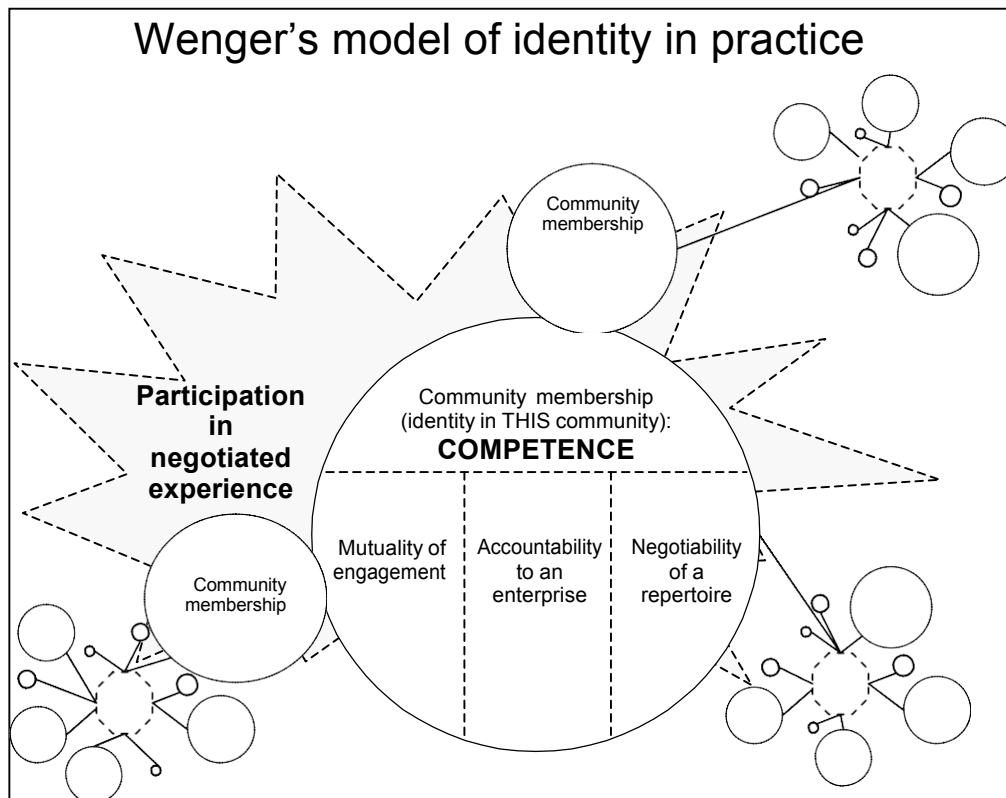 Wenger’s model of identity in practice
Community
membership
Participation
in
negotiated
experience
Community membership
(identity in THIS community):
COMPETENCE
Mutuality of
engagement
Accountability
to an
enterprise
Negotiability
of a
repertoire
Community
membership